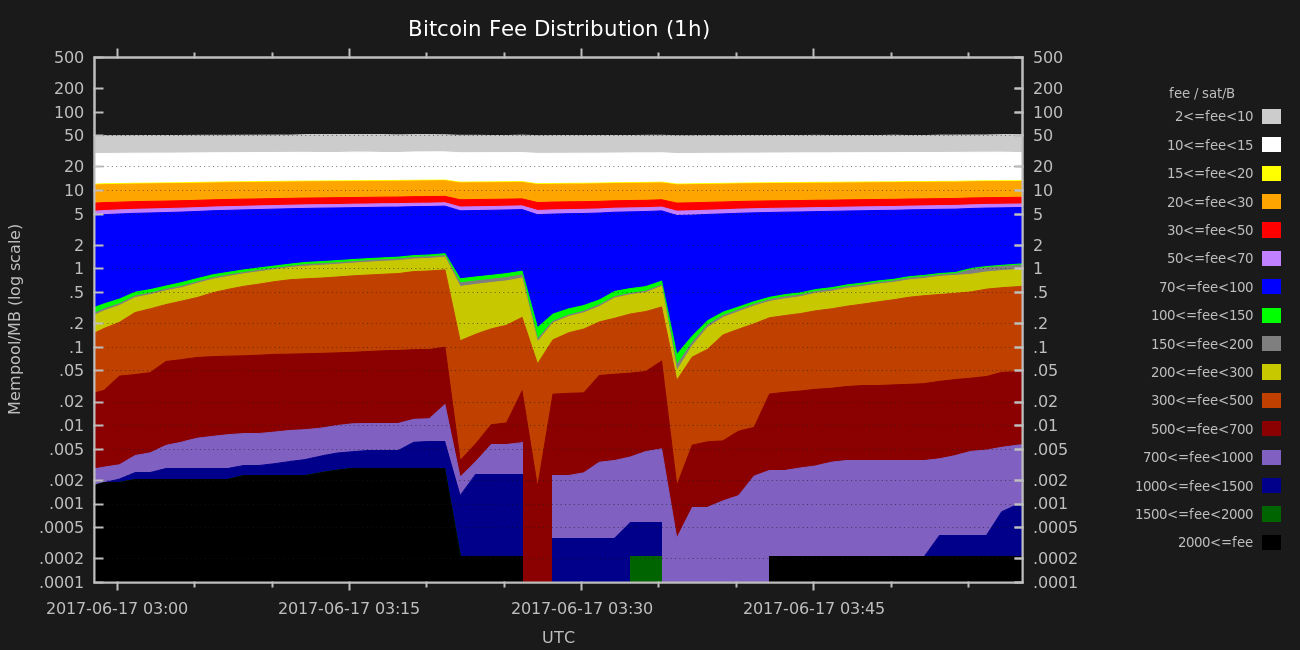 Bitcoin Fee Distribution (1h)
Mempool/MB (log scale)
500
200
100
50
20
10
5
2
1
.5
.2
.1
.05
.02
.01
.005
.002
.001
.0005
.0002
.0001
500
200
100
50
20
10
5
2
1
.5
.2
.1
.05
.02
.01
.005
.002
.001
.0005
.0002
.0001
2017-06-17 03:00 2017-06-17 03:15 2017-06-17 03:30 2017-06-17 03:45
UTC
fee / sat/B
2<=fee<10
10<=fee<15
15<=fee<20
20<=fee<30
30<=fee<50
50<=fee<70
70<=fee<100
100<=fee<150
150<=fee<200
200<=fee<300
300<=fee<500
500<=fee<700
700<=fee<1000
1000<=fee<1500
1500<=fee<2000
2000<=fee